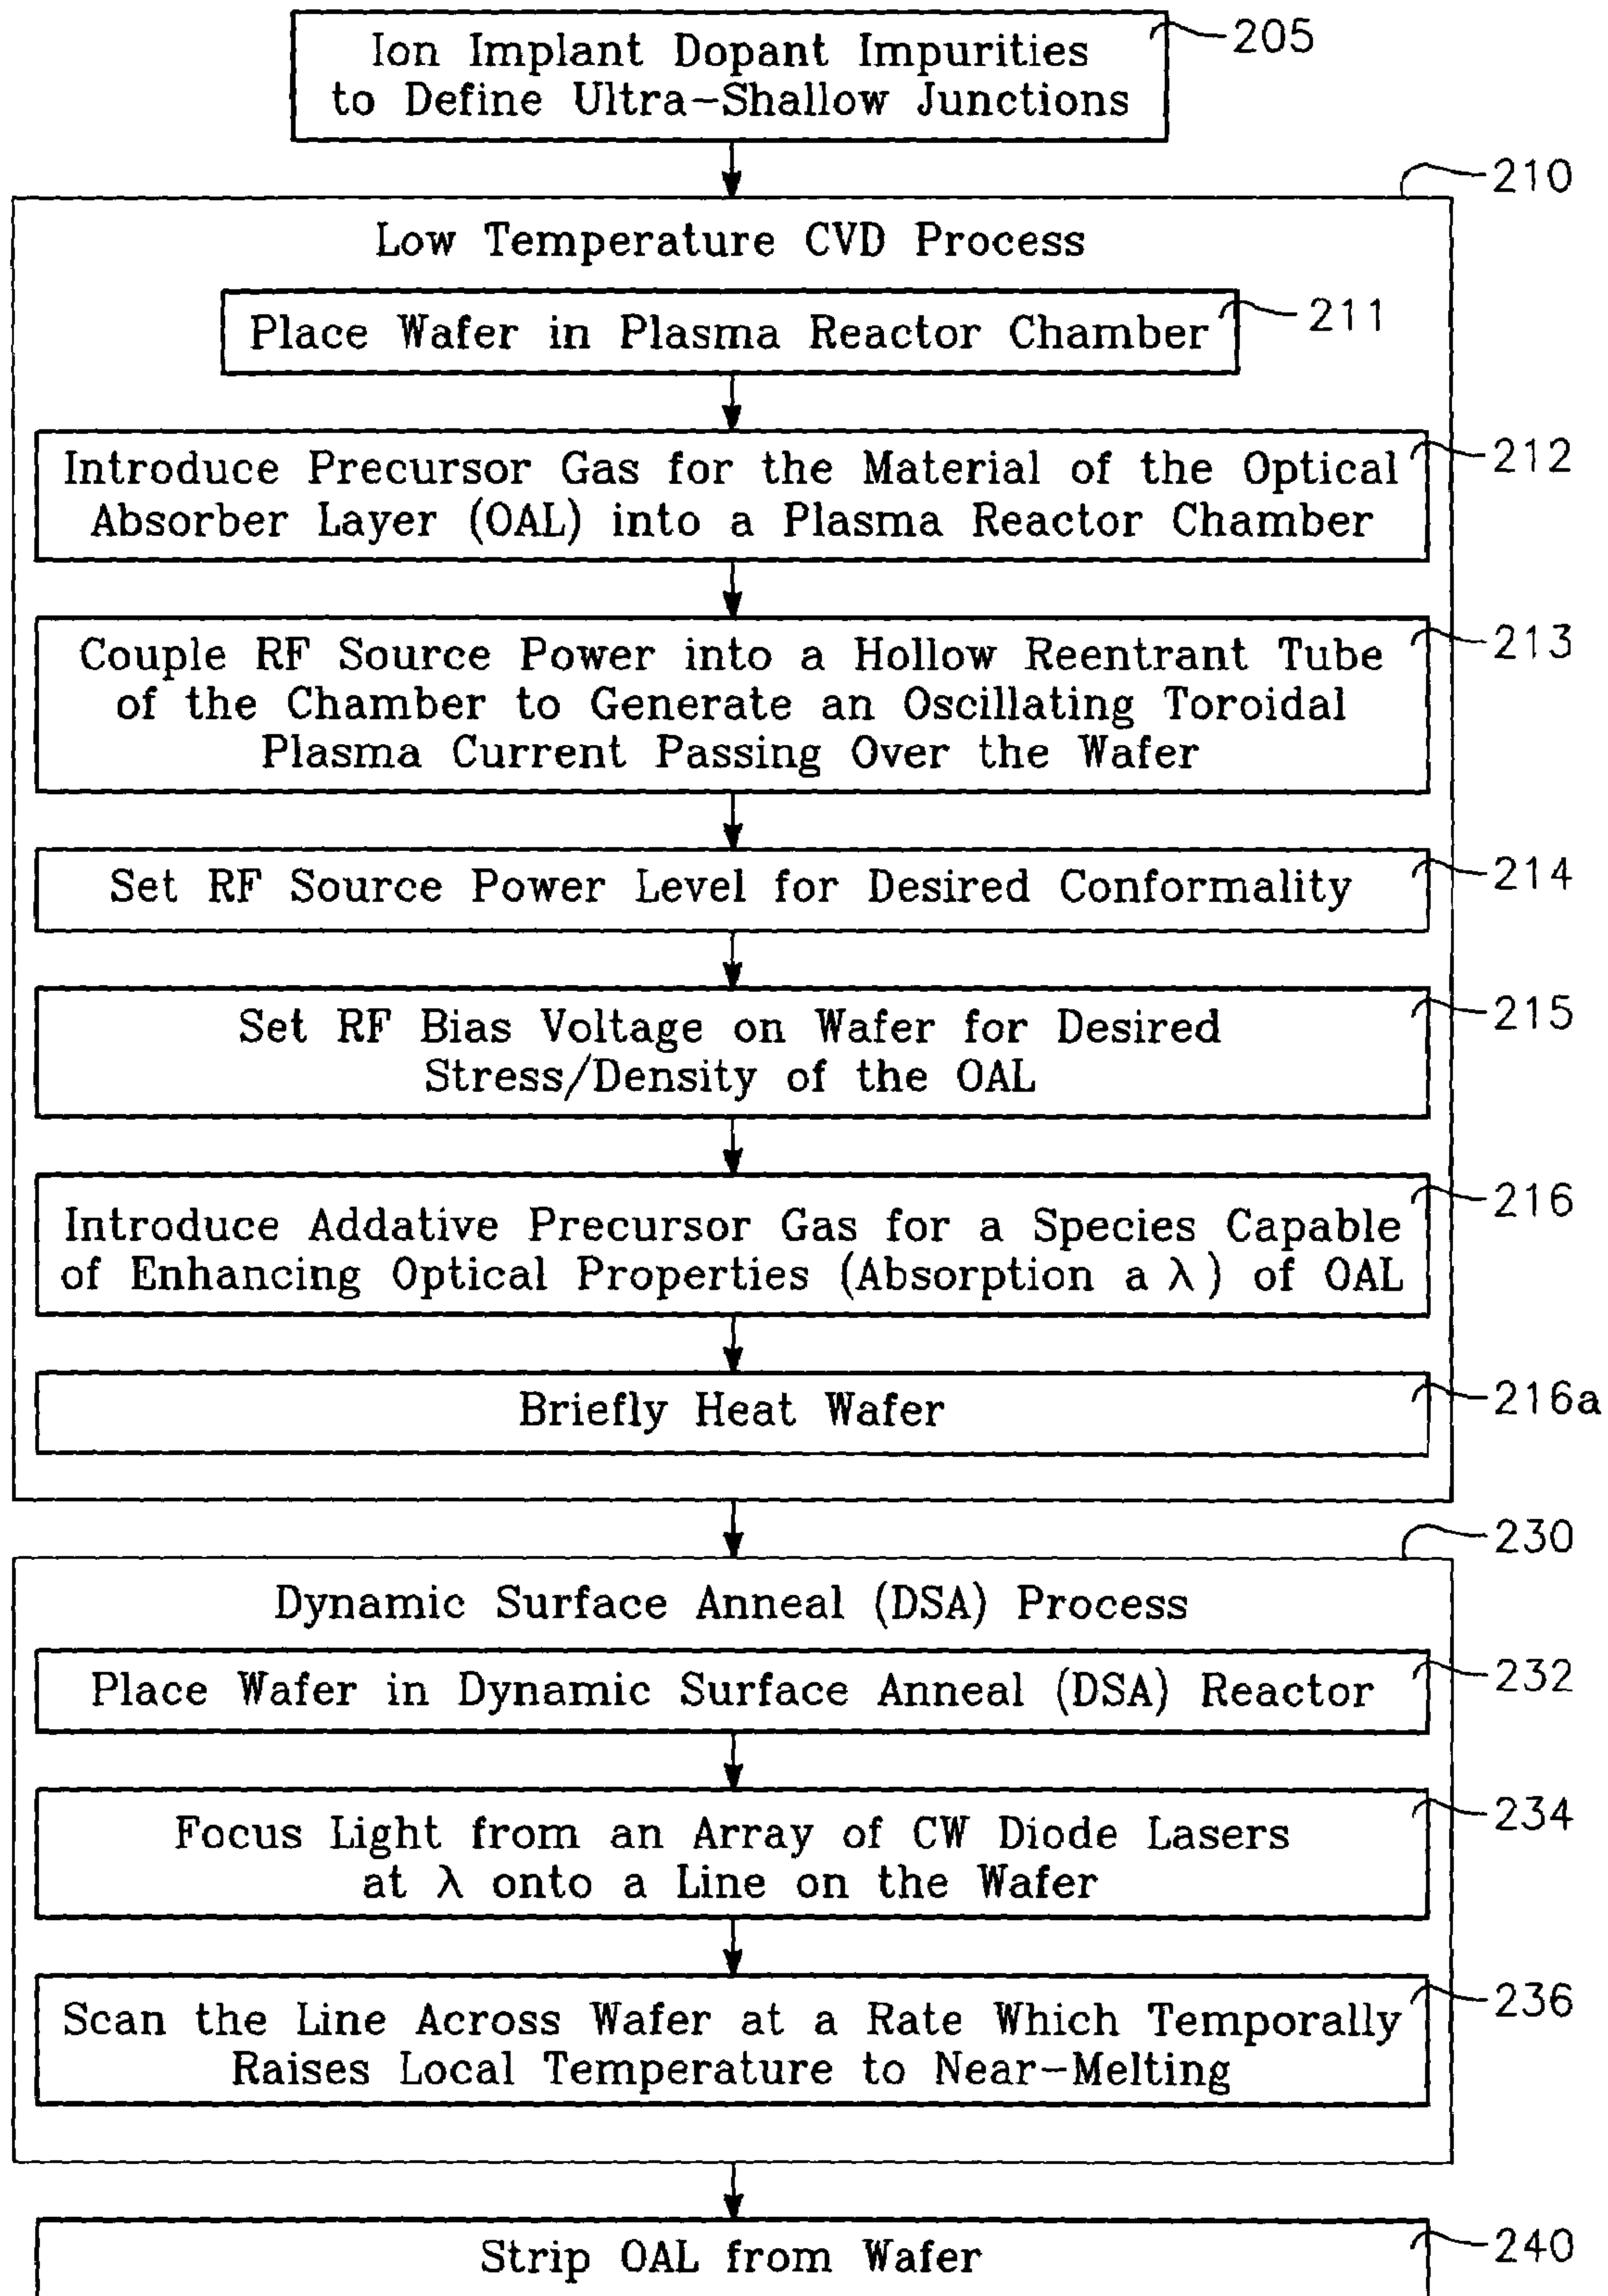 Ion Implant Dopant Impurities
to Define Ultra-Shallow Junctions
205
210
Low Temperature CVD Process
Place Wafer in Plasma Reactor Chamber
211
Introduce Precursor Gas for the Material of the Optical
Absorber Layer (OAL) into a Plasma Reactor Chamber
212
Couple RF Source Power into a Hollow Reentrant Tube
of the Chamber to Generate an Oscillating Toroidal
Plasma Current Passing Over the Wafer
213
Set RF Source Power Level for Desired Conformality
214
Set RF Bias Voltage on Wafer for Desired
Stress/Density of the OAL
215
Introduce Addative Precursor Gas for a Species Capable
of Enhancing Optical Properties (Absorption a λ) of OAL
216
Briefly Heat Wafer
216a
230
Dynamic Surface Anneal (DSA) Process
Place Wafer in Dynamic Surface Anneal (DSA) Reactor
232
Focus Light from an Array of CW Diode Lasers
at λ onto a Line on the Wafer
234
Scan the Line Across Wafer at a Rate Which Temporally
Raises Local Temperature to Near-Melting
236
Strip OAL from Wafer
240